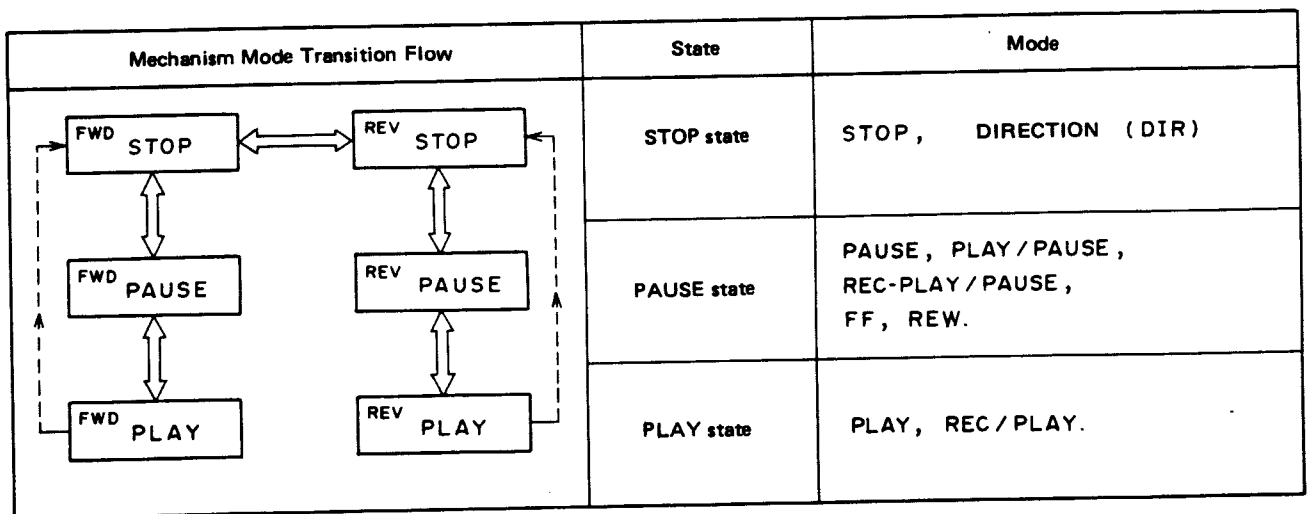 Mechanism Mode Transition Flow
State
Mode
FWD STOP
REV STOP
FWD PAUSE
REV PAUSE
FWD PLAY
REV PLAY
STOP state
STOP, DIRECTION (DIR)
PAUSE state
PAUSE, PLAY/PAUSE,
REC-PLAY/PAUSE,
FF, REW.
PLAY state
PLAY, REC/PLAY.